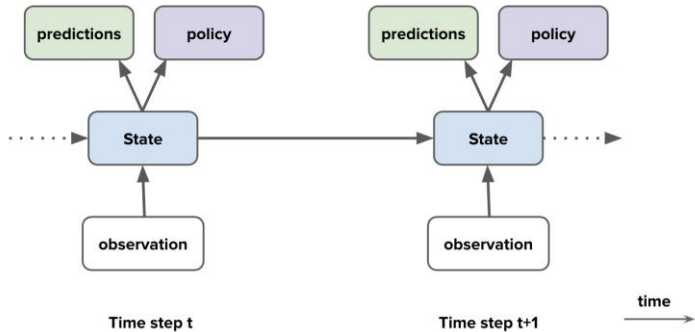 predictions
policy
predictions
policy
State
State
observation
observation
time
Time step t
Time step t+1